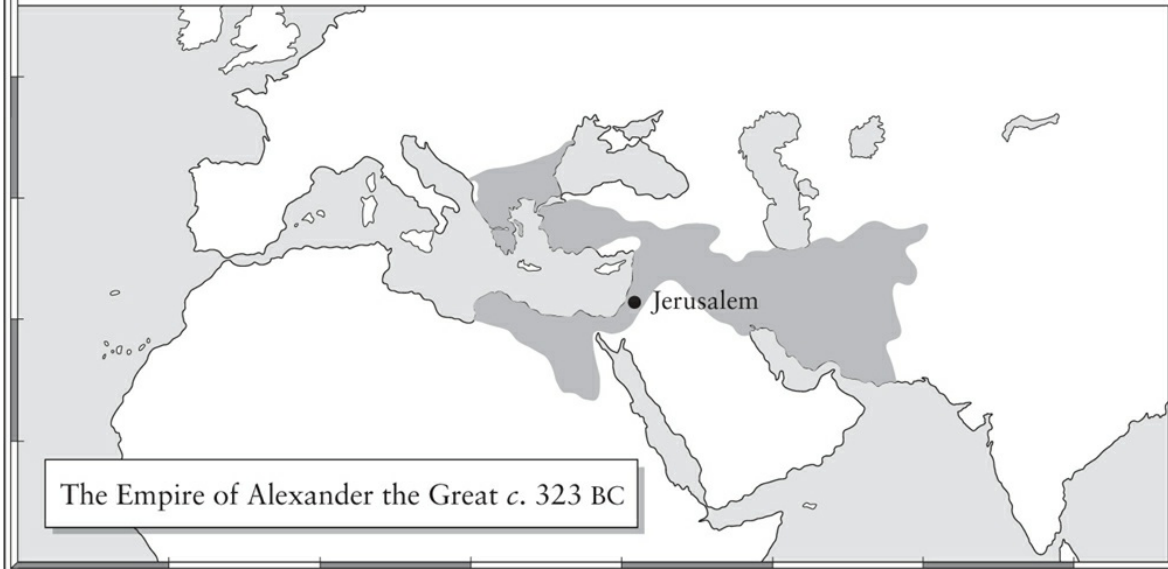 Jerusalem
The Empire of Alexander the Great c. 323 BC